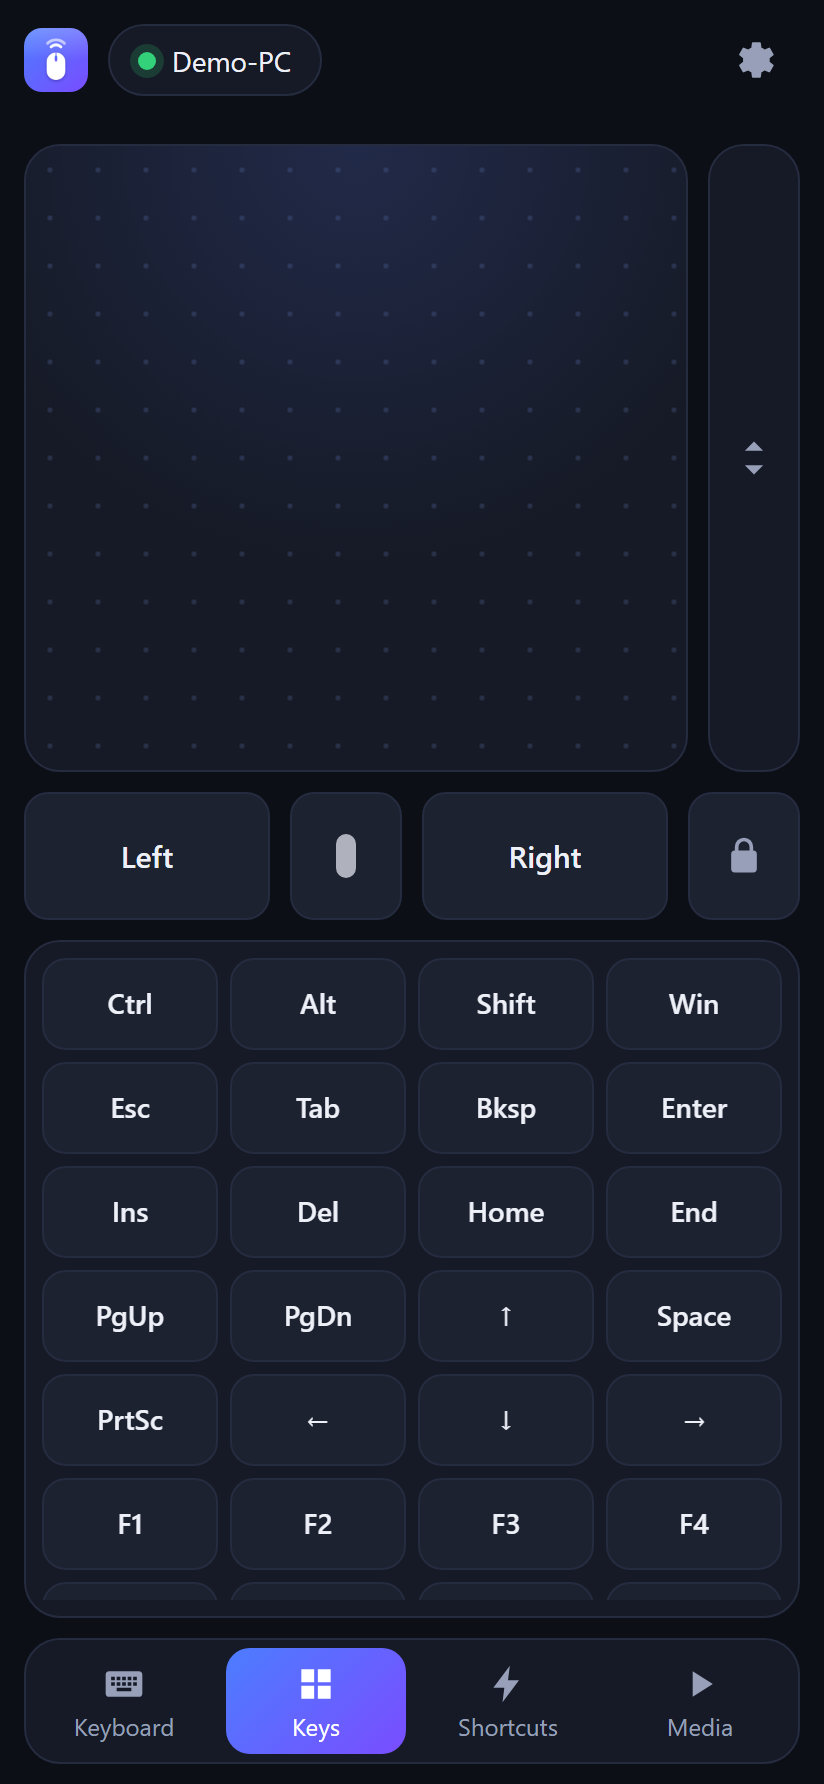 Demo-PC
Left
Right
Ctrl Alt Shift Win
Esc Tab Bksp Enter
Ins Del Home End
PgUp PgDn ↑ Space
PrtSc ← ↓ →
F1 F2 F3 F4
Keyboard Keys Shortcuts Media